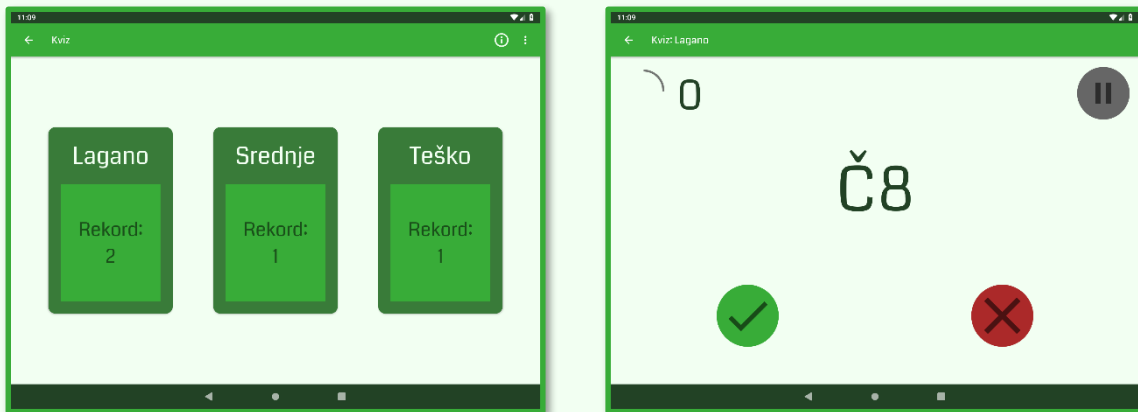 11:09
Kviz
Lagano
Rekord:
2
Srednje
Rekord:
1
Teško
Rekord:
1
11:09
Kviz: Lagano
0
Č8